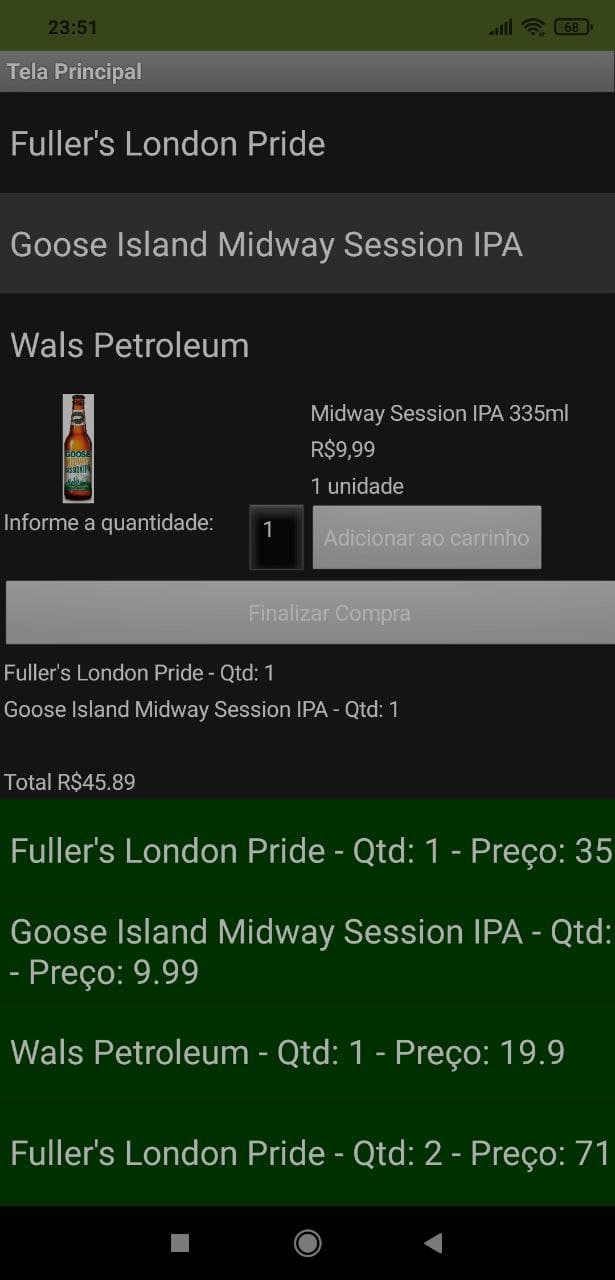 23:51
68
Tela Principal
Fuller's London Pride
Goose Island Midway Session IPA
Wals Petroleum
Midway Session IPA 335ml
R$9,99
1 unidade
GOOSE
Informe a quantidade:
1
Adicionar ao carrinho
Finalizar Compra
Fuller's London Pride - Qtd: 1
Goose Island Midway Session IPA - Qtd: 1
Total R$45.89
Fuller's London Pride - Qtd: 1 - Preço: 35
Goose Island Midway Session IPA - Qtd:
- Preço: 9.99
Wals Petroleum - Qtd: 1 - Preço: 19.9
Fuller's London Pride - Qtd: 2 - Preço: 71